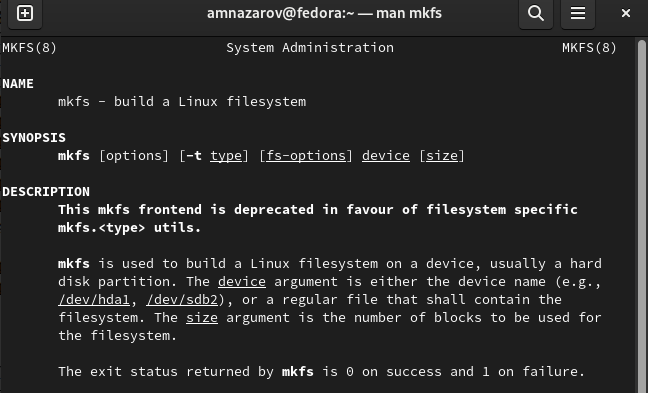 amnazarov@fedora:~ — man mkfs
MKFS(8) System Administration MKFS(8)
NAME
mkfs - build a Linux filesystem
SYNOPSIS
mkfs [options] [-t type] [fs-options] device [size]
DESCRIPTION
This mkfs frontend is deprecated in favour of filesystem specific
mkfs.<type> utils.
mkfs is used to build a Linux filesystem on a device, usually a hard
disk partition. The device argument is either the device name (e.g.,
/dev/hda1, /dev/sdb2), or a regular file that shall contain the
filesystem. The size argument is the number of blocks to be used for
the filesystem.
The exit status returned by mkfs is 0 on success and 1 on failure.